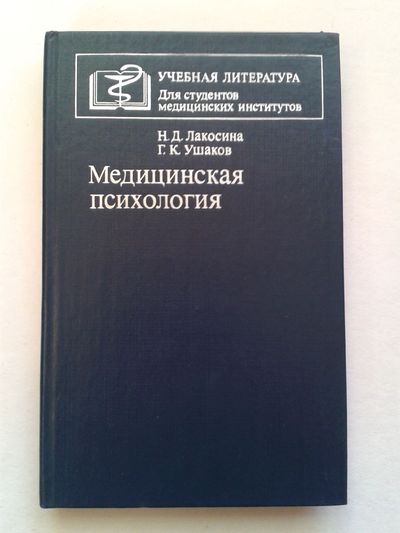 УЧЕБНАЯ ЛИТЕРАТУРА
Для студентов
медицинских институтов
Н. Д. Лакосина
Г. К. Ушаков
Медицинская
психология